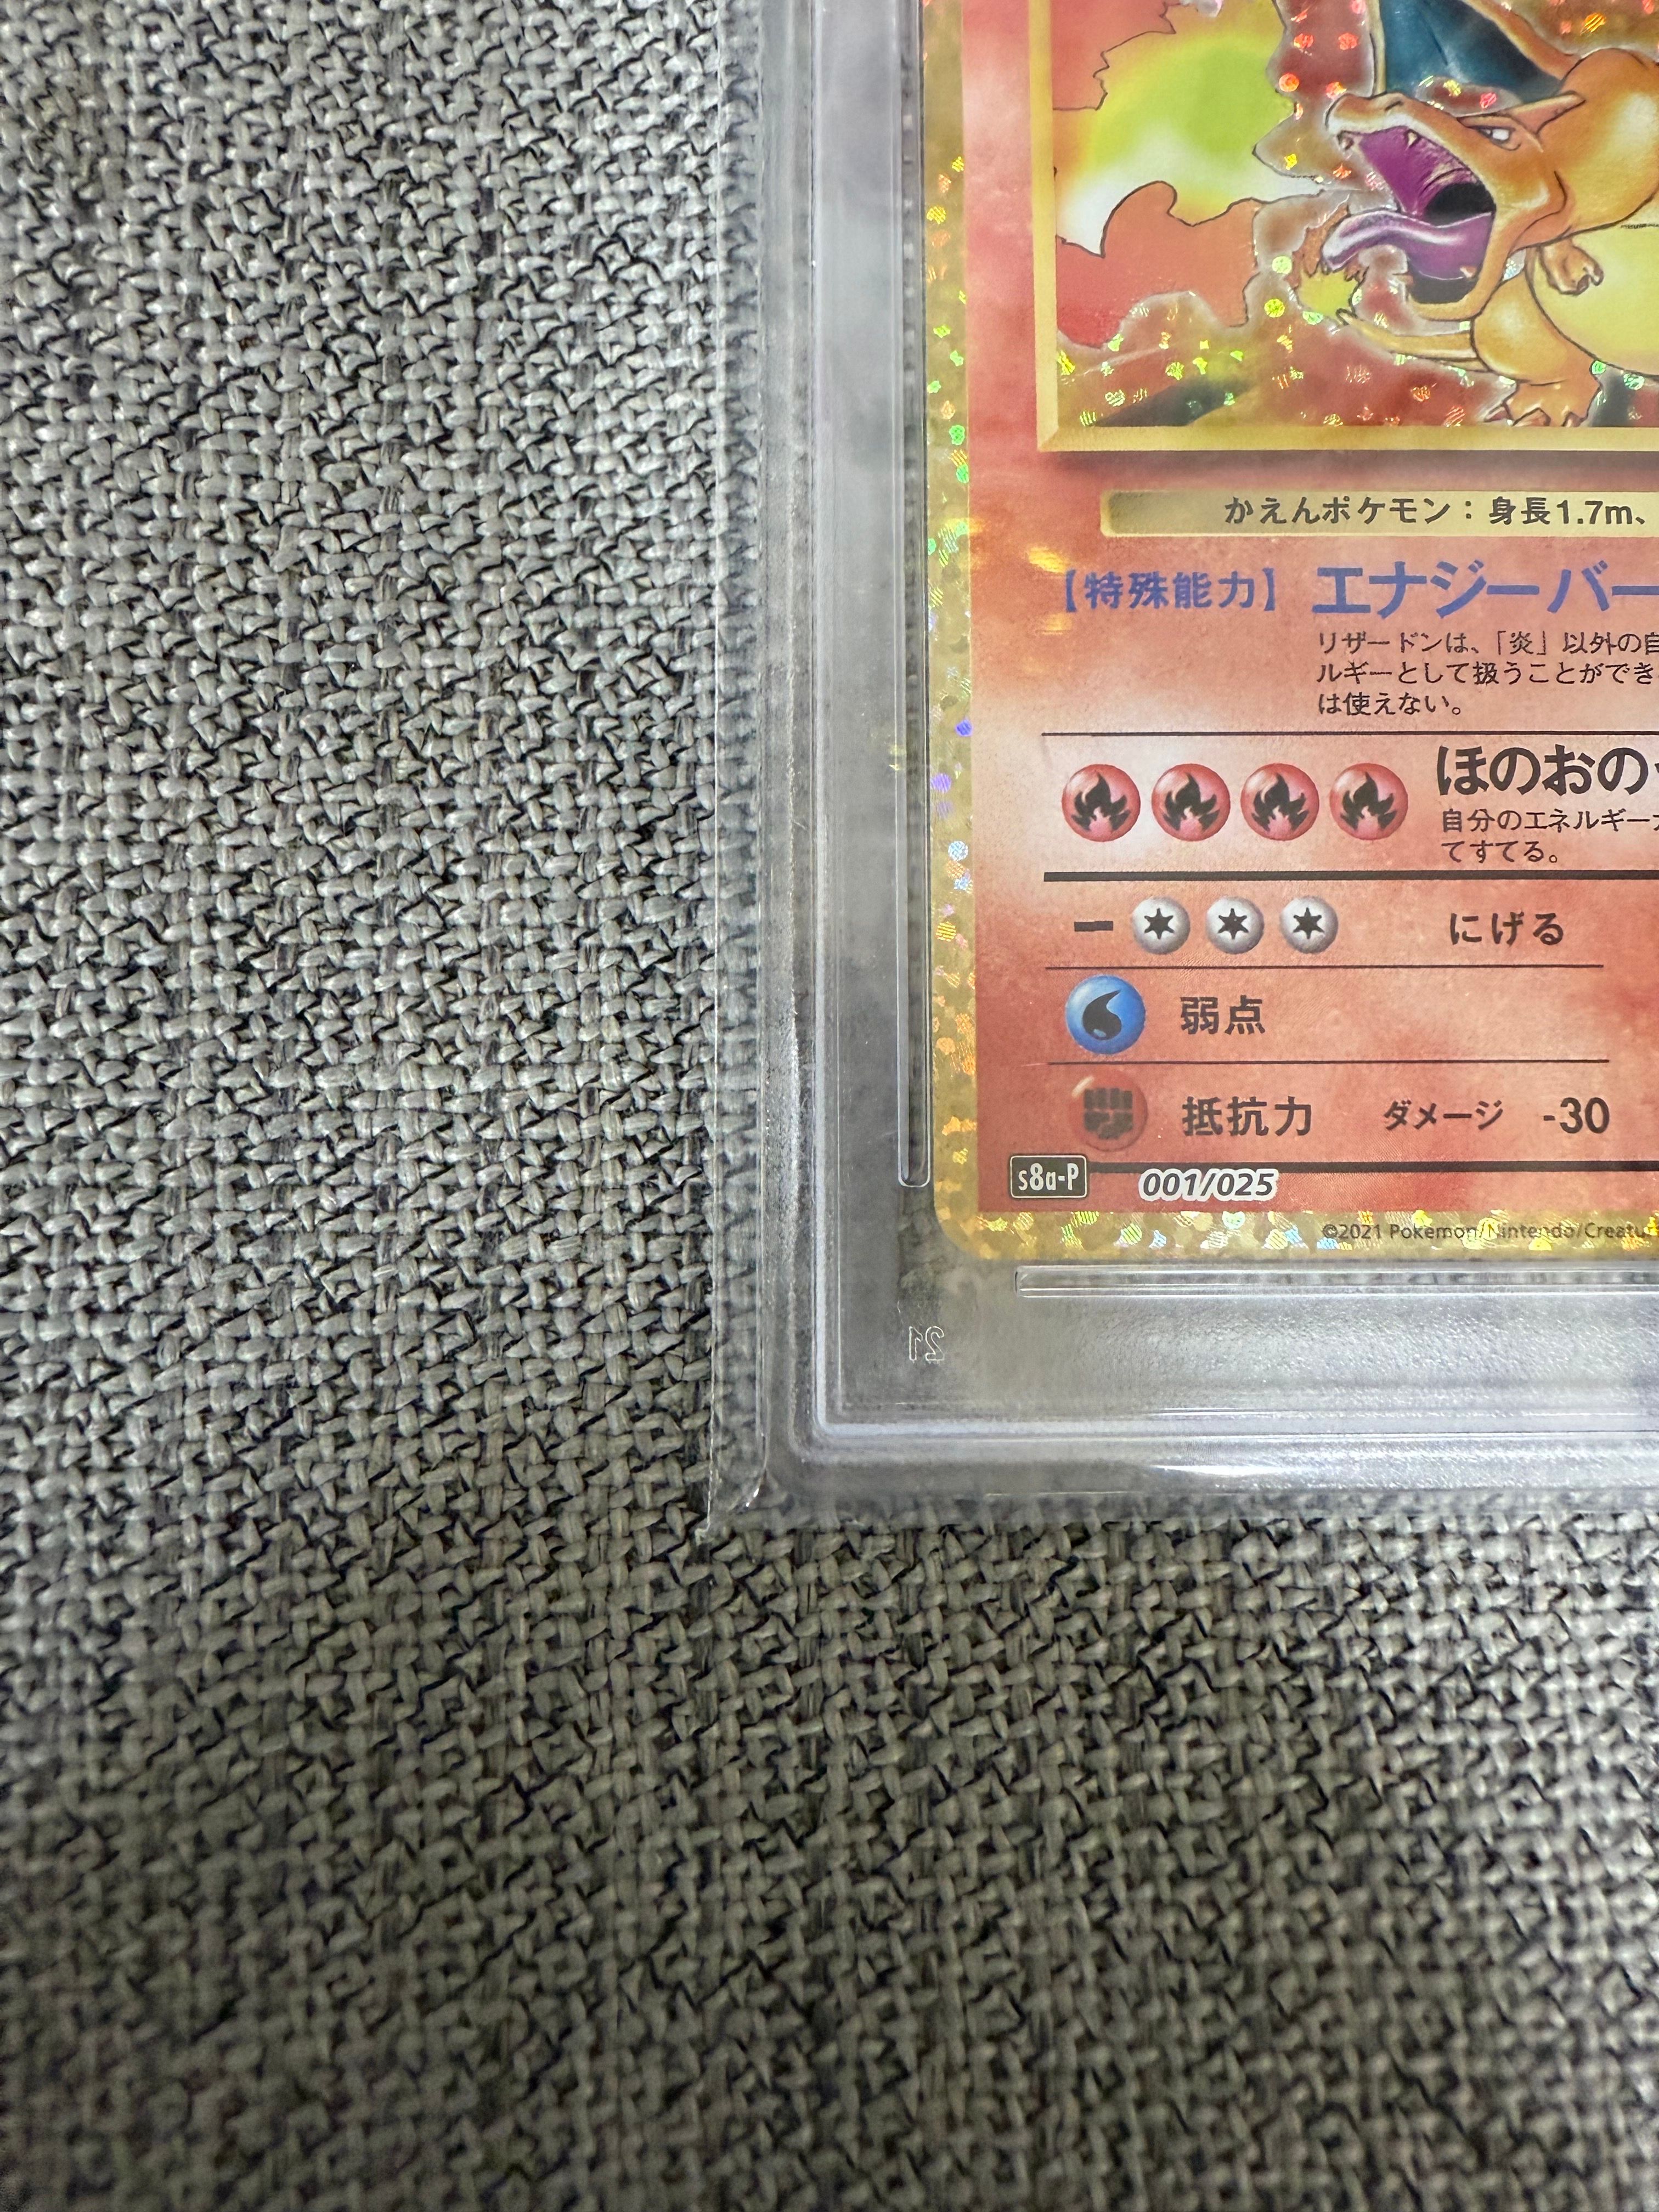 かえんポケモン：身長1.7m、
【特殊能力】 エナジーバー
リザードンは、「炎」以外の自
ルギーとして扱うことができ
は使えない。
ほのおの
自分のエネルギー
てすてる。
ー にげる
弱点
抵抗力 ダメージ -30
s8a-P 001/025
©2021 Pokémon/Nintendo/Creatu
21